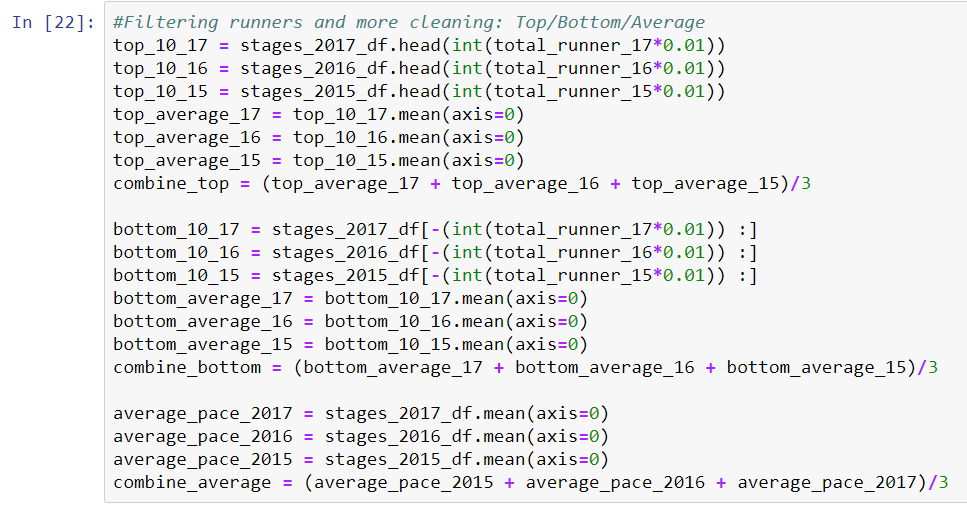 In [22]: #Filtering runners and more cleaning: Top/Bottom/Average
top_10_17 = stages_2017_df.head(int(total_runner_17*0.01))
top_10_16 = stages_2016_df.head(int(total_runner_16*0.01))
top_10_15 = stages_2015_df.head(int(total_runner_15*0.01))
top_average_17 = top_10_17.mean(axis=0)
top_average_16 = top_10_16.mean(axis=0)
top_average_15 = top_10_15.mean(axis=0)
combine_top = (top_average_17 + top_average_16 + top_average_15)/3

bottom_10_17 = stages_2017_df[-(int(total_runner_17*0.01)) :]
bottom_10_16 = stages_2016_df[-(int(total_runner_16*0.01)) :]
bottom_10_15 = stages_2015_df[-(int(total_runner_15*0.01)) :]
bottom_average_17 = bottom_10_17.mean(axis=0)
bottom_average_16 = bottom_10_16.mean(axis=0)
bottom_average_15 = bottom_10_15.mean(axis=0)
combine_bottom = (bottom_average_17 + bottom_average_16 + bottom_average_15)/3

average_pace_2017 = stages_2017_df.mean(axis=0)
average_pace_2016 = stages_2016_df.mean(axis=0)
average_pace_2015 = stages_2015_df.mean(axis=0)
combine_average = (average_pace_2015 + average_pace_2016 + average_pace_2017)/3